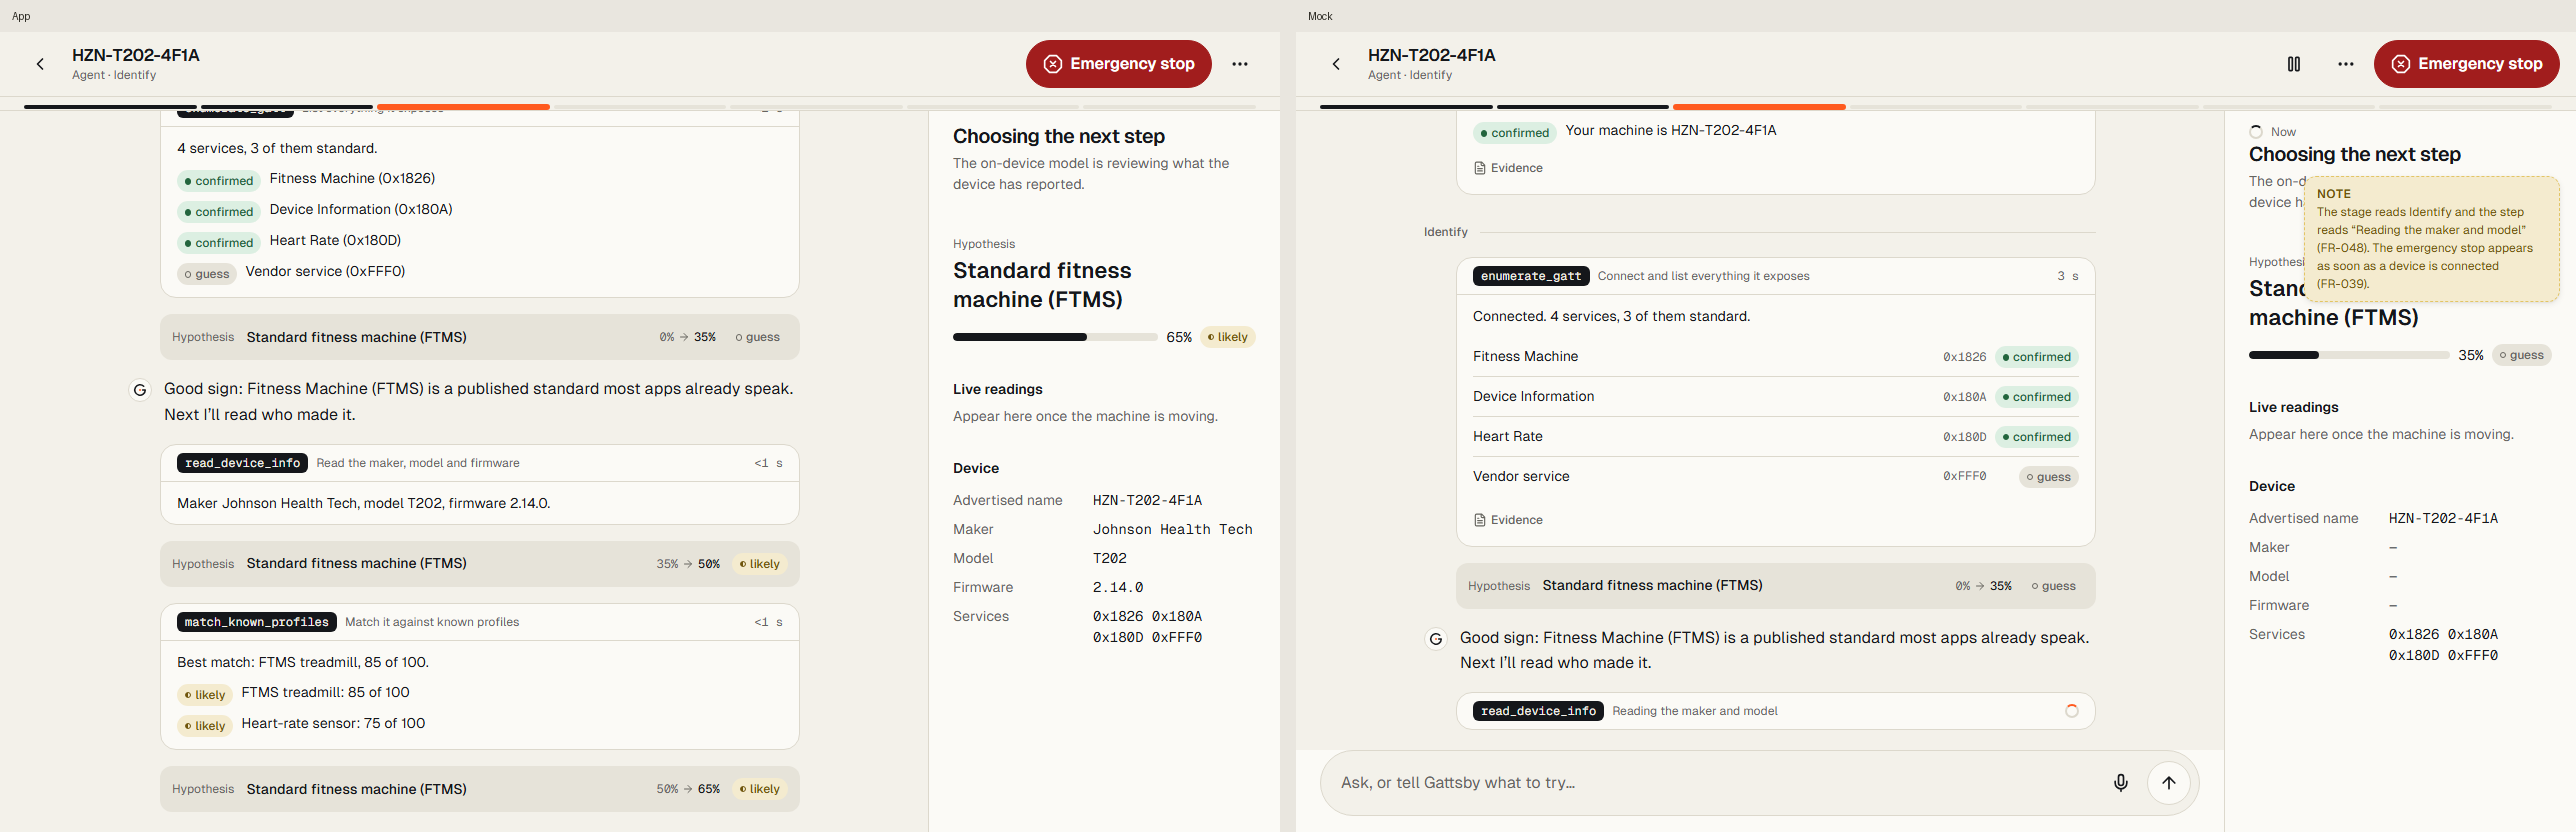 App
HZN-T202-4F1A
Agent · Identify
Emergency stop
4 services, 3 of them standard.
confirmed Fitness Machine (0x1826)
confirmed Device Information (0x180A)
confirmed Heart Rate (0x180D)
guess Vendor service (0xFFF0)
Hypothesis Standard fitness machine (FTMS) 0% → 35% guess
Good sign: Fitness Machine (FTMS) is a published standard most apps already speak.
Next I'll read who made it.
read_device_info Read the maker, model and firmware <1 s
Maker Johnson Health Tech, model T202, firmware 2.14.0.
Hypothesis Standard fitness machine (FTMS) 35% → 50% likely
match_known_profiles Match it against known profiles <1 s
Best match: FTMS treadmill, 85 of 100.
likely FTMS treadmill: 85 of 100
likely Heart-rate sensor: 75 of 100
Hypothesis Standard fitness machine (FTMS) 50% → 65% likely
Choosing the next step
The on-device model is reviewing what the
device has reported.
Hypothesis
Standard fitness
machine (FTMS)
65% likely
Live readings
Appear here once the machine is moving.
Device
Advertised name HZN-T202-4F1A
Maker Johnson Health Tech
Model T202
Firmware 2.14.0
Services 0x1826 0x180A
0x180D 0xFFF0
Mock
HZN-T202-4F1A
Agent · Identify
Emergency stop
confirmed Your machine is HZN-T202-4F1A
Evidence
Identify
enumerate_gatt Connect and list everything it exposes 3 s
Connected. 4 services, 3 of them standard.
Fitness Machine 0x1826 confirmed
Device Information 0x180A confirmed
Heart Rate 0x180D confirmed
Vendor service 0xFFF0 guess
Evidence
Hypothesis Standard fitness machine (FTMS) 0% → 35% guess
Good sign: Fitness Machine (FTMS) is a published standard most apps already speak.
Next I'll read who made it.
read_device_info Reading the maker and model
Ask, or tell Gattsby what to try...
Now
Choosing the next step
The on-d
device h
NOTE
The stage reads Identify and the step
reads "Reading the maker and model"
(FR-048). The emergency stop appears
as soon as a device is connected
(FR-039).
Hypothesi
Stand
machine (FTMS)
35% guess
Live readings
Appear here once the machine is moving.
Device
Advertised name HZN-T202-4F1A
Maker –
Model –
Firmware –
Services 0x1826 0x180A
0x180D 0xFFF0